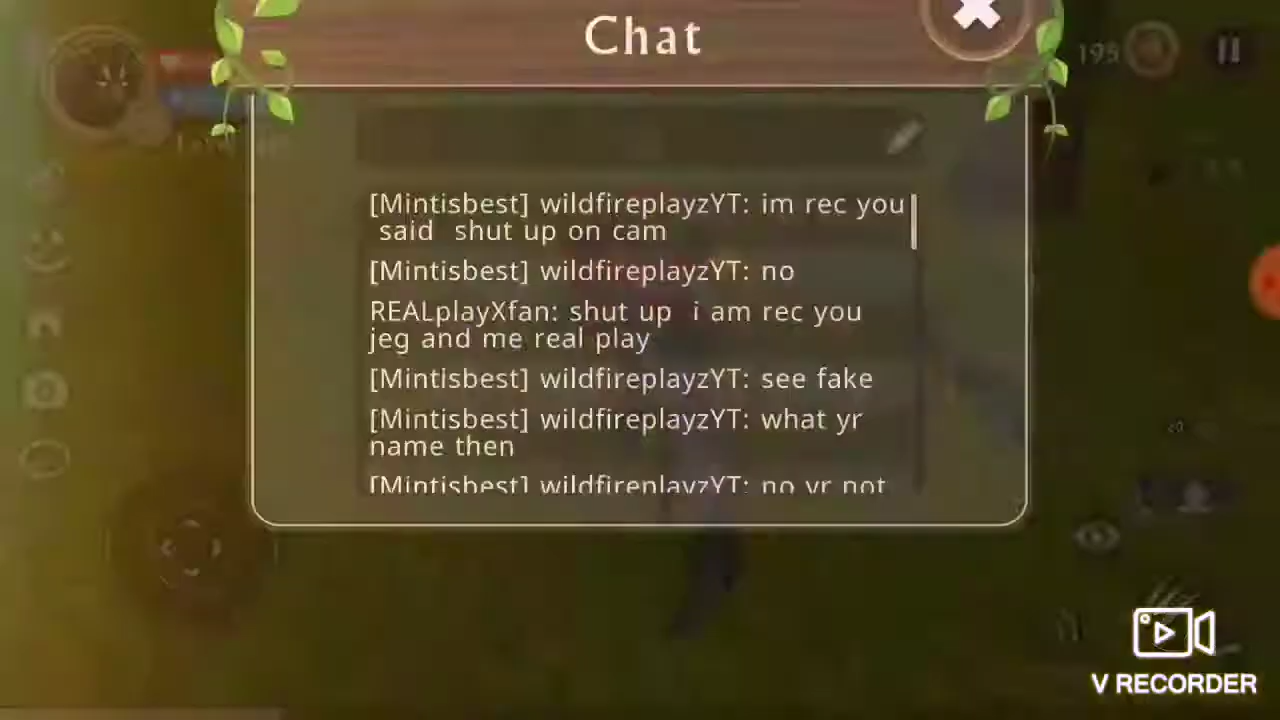 Chat
195
[Mintisbest] wildfireplayzYT: im rec you
said shut up on cam
[Mintisbest] wildfireplayzYT: no
REALplayXfan: shut up i am rec you
jeg and me real play
[Mintisbest] wildfireplayzYT: see fake
[Mintisbest] wildfireplayzYT: what yr
name then
[Mintisbest] wildfireplayzYT: no yr not
V RECORDER